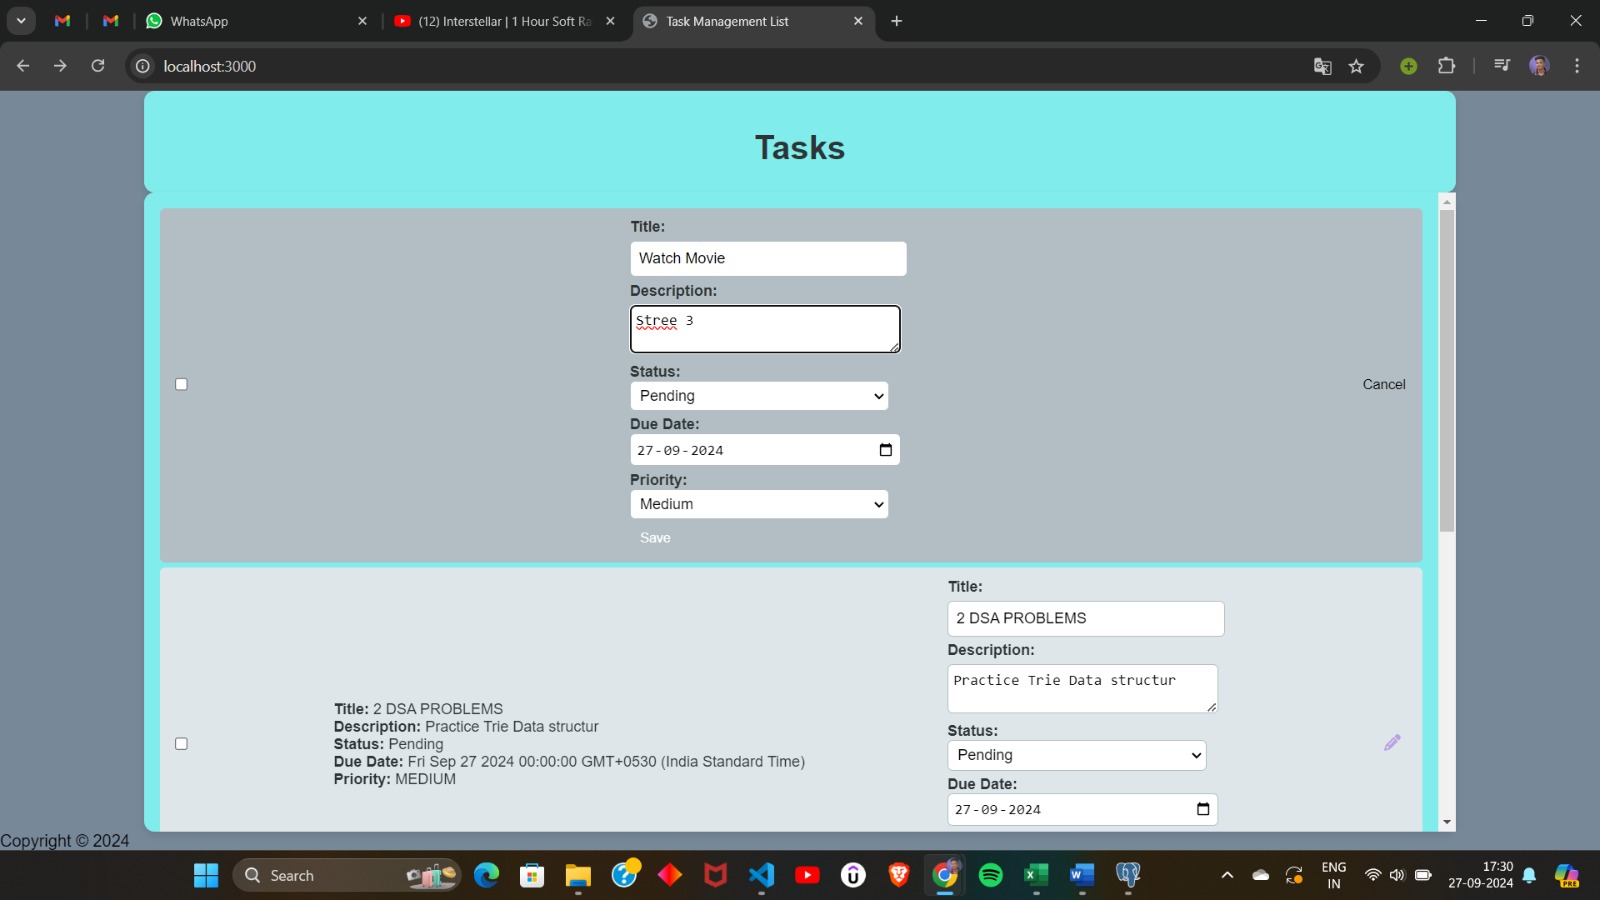 WhatsApp
(12) Interstellar | 1 Hour Soft Ra
Task Management List
localhost:3000
Tasks
Title:
Watch Movie
Description:
Stree 3
Status:
Pending
Cancel
Due Date:
27-09-2024
Priority:
Medium
Save
Title:
2 DSA PROBLEMS
Description:
Practice Trie Data structur
Title: 2 DSA PROBLEMS
Description: Practice Trie Data structur
Status: Pending
Due Date: Fri Sep 27 2024 00:00:00 GMT+0530 (India Standard Time)
Priority: MEDIUM
Status:
Pending
Due Date:
27-09-2024
Copyright © 2024
Search
ENG
IN
17:30
27-09-2024
PRE